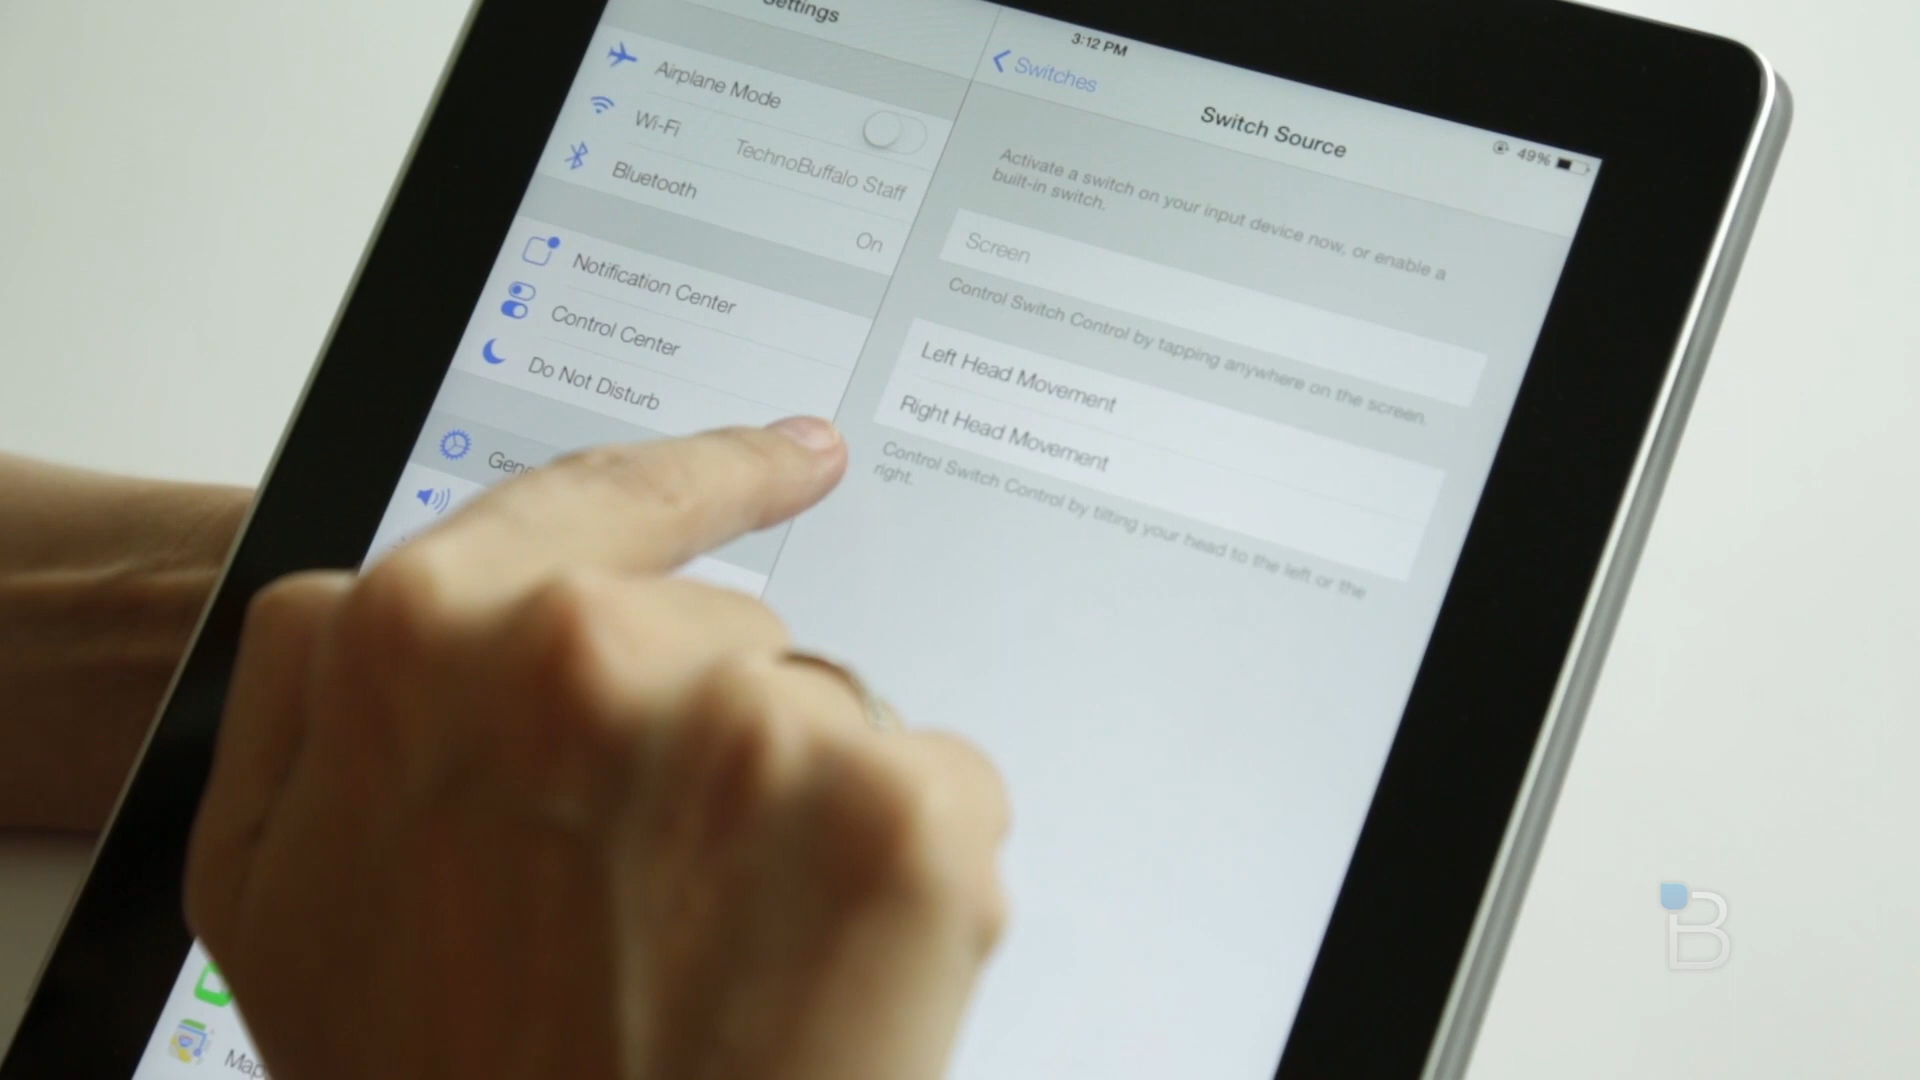 Settings
Airplane Mode
Wi-Fi TechnoBuffalo Staff
Bluetooth On
Notification Center
Control Center
Do Not Disturb
3:12 PM
49%
Switches
Switch Source
Activate a switch on your input device now, or enable a
built-in switch.
Screen
Control Switch Control by tapping anywhere on the screen.
Left Head Movement
Right Head Movement
Control Switch Control by tilting your head to the left or the
right.
B